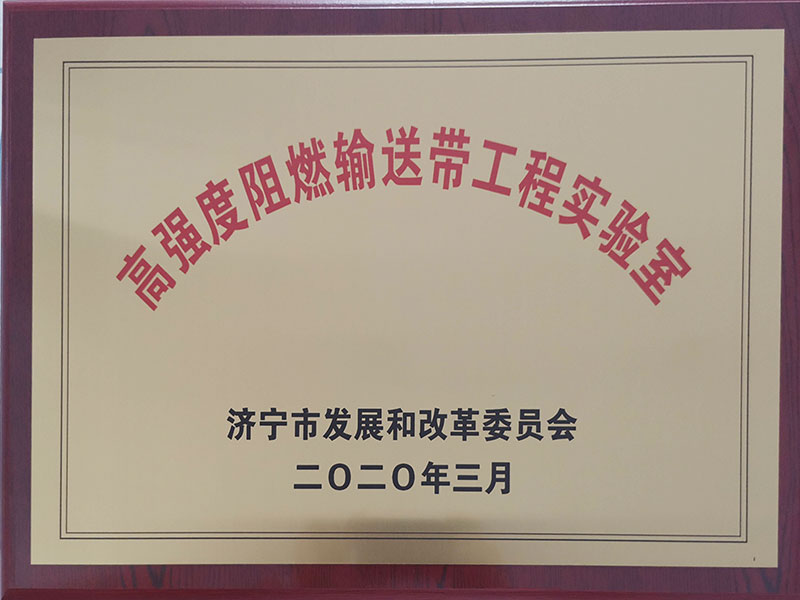 高强度阻燃输送带工程实验室
济宁市发展和改革委员会
二〇二〇年三月